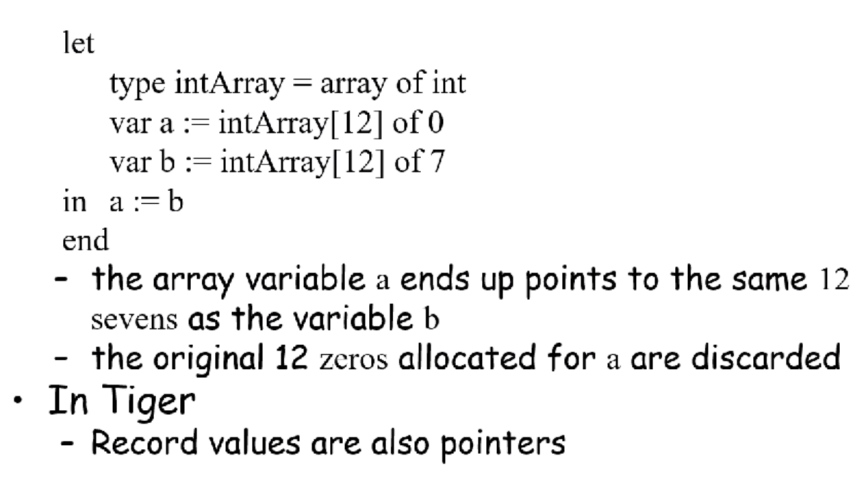 let
type intArray = array of int
var a := intArray[12] of 0
var b := intArray[12] of 7
in a := b
end
- the array variable a ends up points to the same 12
sevens as the variable b
- the original 12 zeros allocated for a are discarded
• In Tiger
- Record values are also pointers